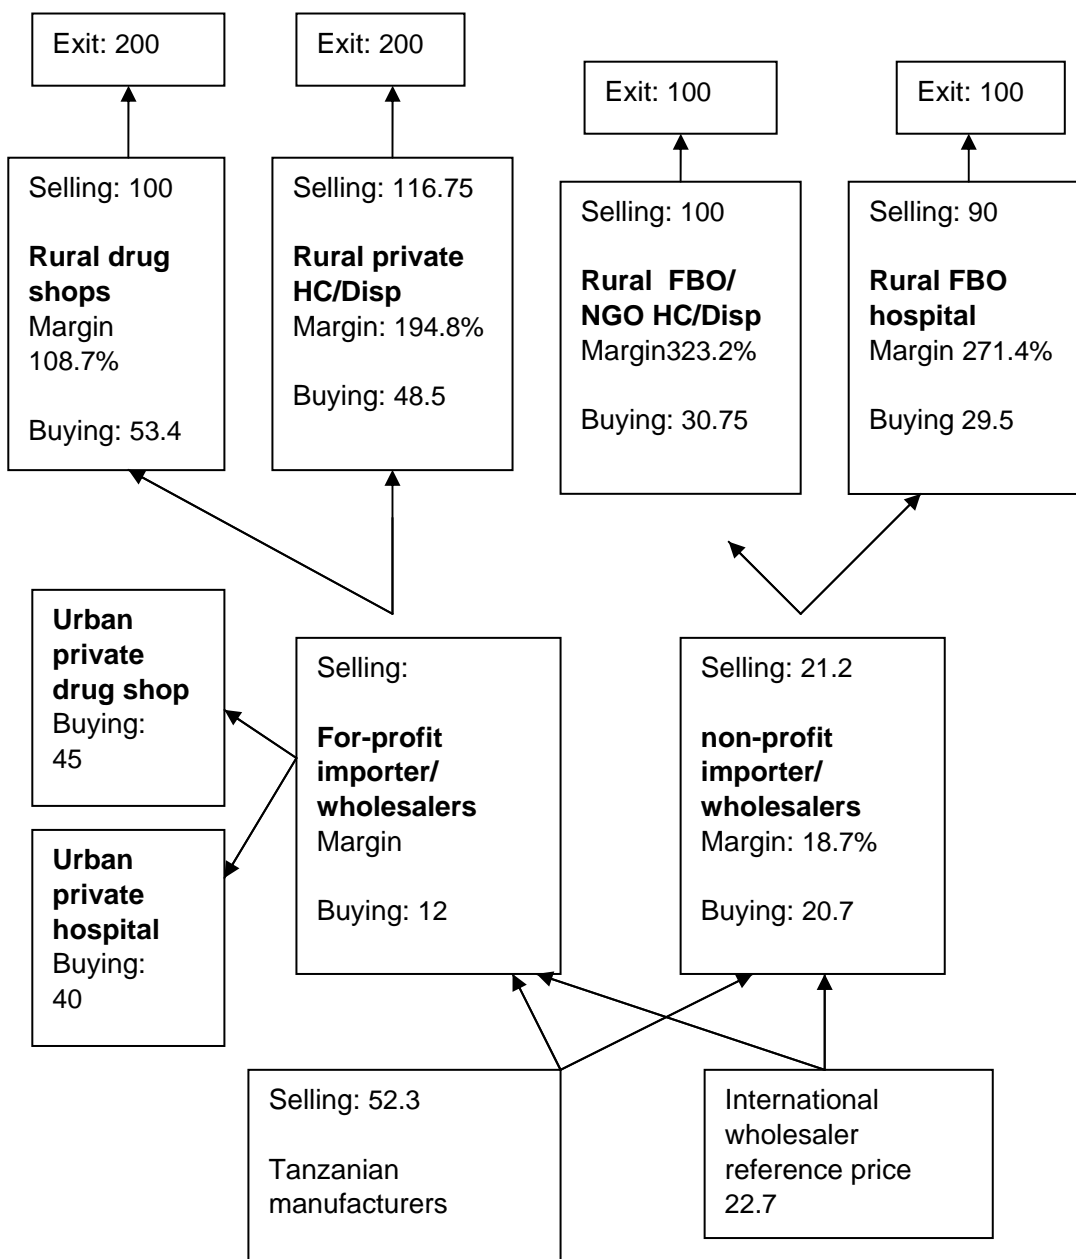 Exit: 200
Exit: 200
Exit: 100
Exit: 100
Selling: 100
Rural drug
shops
Margin
108.7%
Buying: 53.4
Selling: 116.75
Rural private
HC/Disp
Margin: 194.8%
Buying: 48.5
Selling: 100
Rural  FBO/
NGO HC/Disp
Margin323.2%
Buying: 30.75
Selling: 90
Rural FBO
hospital
Margin 271.4%
Buying 29.5
Urban
private
drug shop
Buying:
45
Urban
private
hospital
Buying:
40
Selling:
For-profit
importer/
wholesalers
Margin
Buying: 12
Selling: 21.2
non-profit
importer/
wholesalers
Margin: 18.7%
Buying: 20.7
Selling: 52.3
Tanzanian
manufacturers
International
wholesaler
reference price
22.7